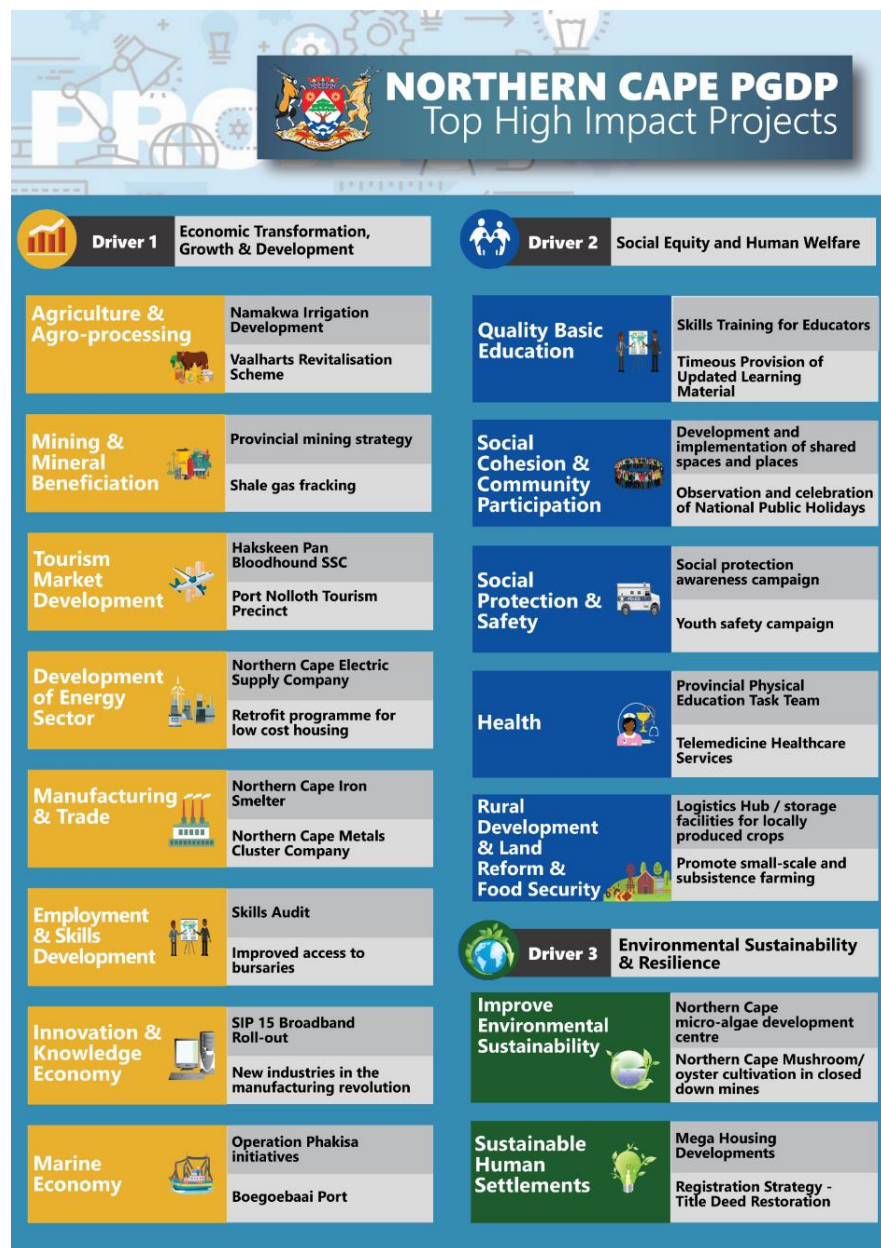 PRO
NORTHERN CAPE PGDP
Top High Impact Projects
Driver 1
Economic Transformation,
Growth & Development
Agriculture &
Agro-processing
Namakwa Irrigation
Development
Vaalharts Revitalisation
Scheme
Mining &
Mineral
Beneficiation
Provincial mining strategy
Shale gas fracking
Tourism
Market
Development
Hakskeen Pan
Bloodhound SSC
Port Nolloth Tourism
Precinct
Development
of Energy
Sector
Northern Cape Electric
Supply Company
Retrofit programme for
low cost housing
Manufacturing
& Trade
Northern Cape Iron
Smelter
Northern Cape Metals
Cluster Company
Employment
& Skills
Development
Skills Audit
Improved access to
bursaries
Innovation &
Knowledge
Economy
SIP 15 Broadband
Roll-out
New industries in the
manufacturing revolution
Marine
Economy
Operation Phakisa
initiatives
Boegoebaai Port
Driver 2
Social Equity and Human Welfare
Quality Basic
Education
Skills Training for Educators
Timeous Provision of
Updated Learning
Material
Social
Cohesion &
Community
Participation
Development and
implementation of shared
spaces and places
Observation and celebration
of National Public Holidays
Social
Protection &
Safety
Social protection
awareness campaign
Youth safety campaign
Health
Provincial Physical
Education Task Team
Telemedicine Healthcare
Services
Rural
Development
& Land
Reform &
Food Security
Logistics Hub / storage
facilities for locally
produced crops
Promote small-scale and
subsistence farming
Driver 3
Environmental Sustainability
& Resilience
Improve
Environmental
Sustainability
Northern Cape
micro-algae development
centre
Northern Cape Mushroom/
oyster cultivation in closed
down mines
Sustainable
Human
Settlements
Mega Housing
Developments
Registration Strategy -
Title Deed Restoration